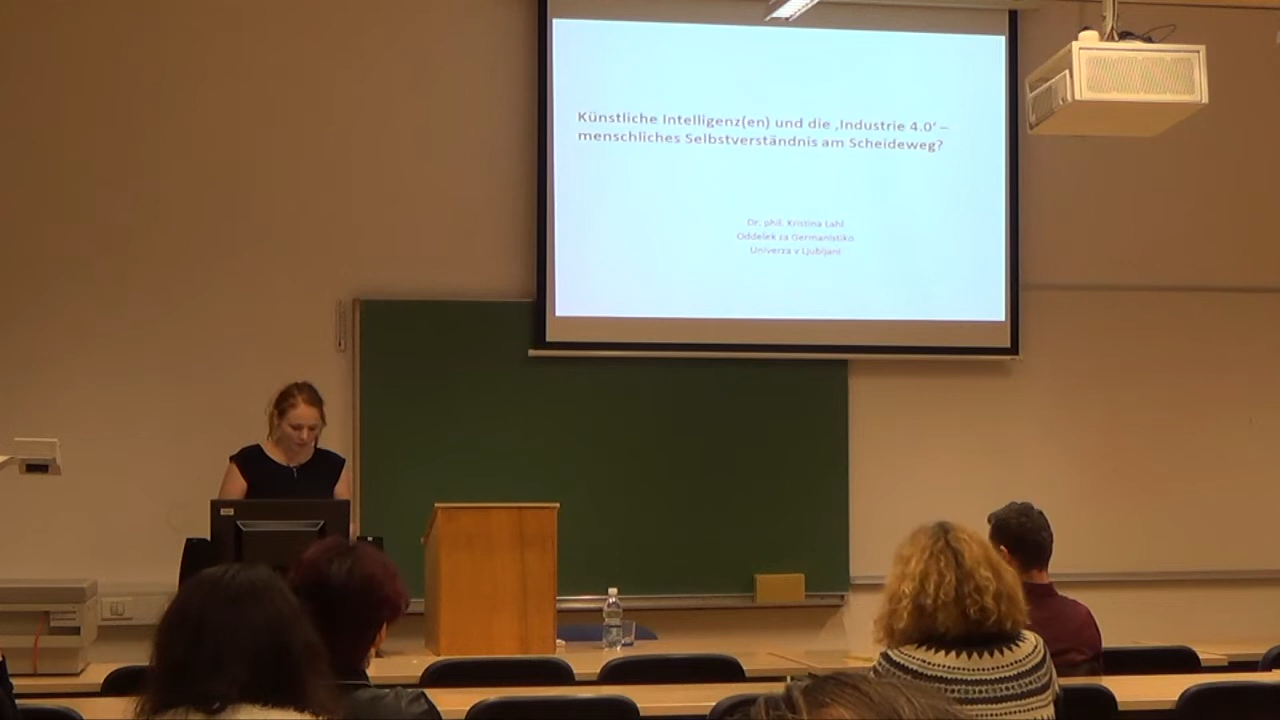 Künstliche Intelligenz(en) und die ‚Industrie 4.0‘ –
menschliches Selbstverständnis am Scheideweg?
Dr. phil. Kristina Lahl
Oddelek za Germanistiko
Univerza v Ljubljani